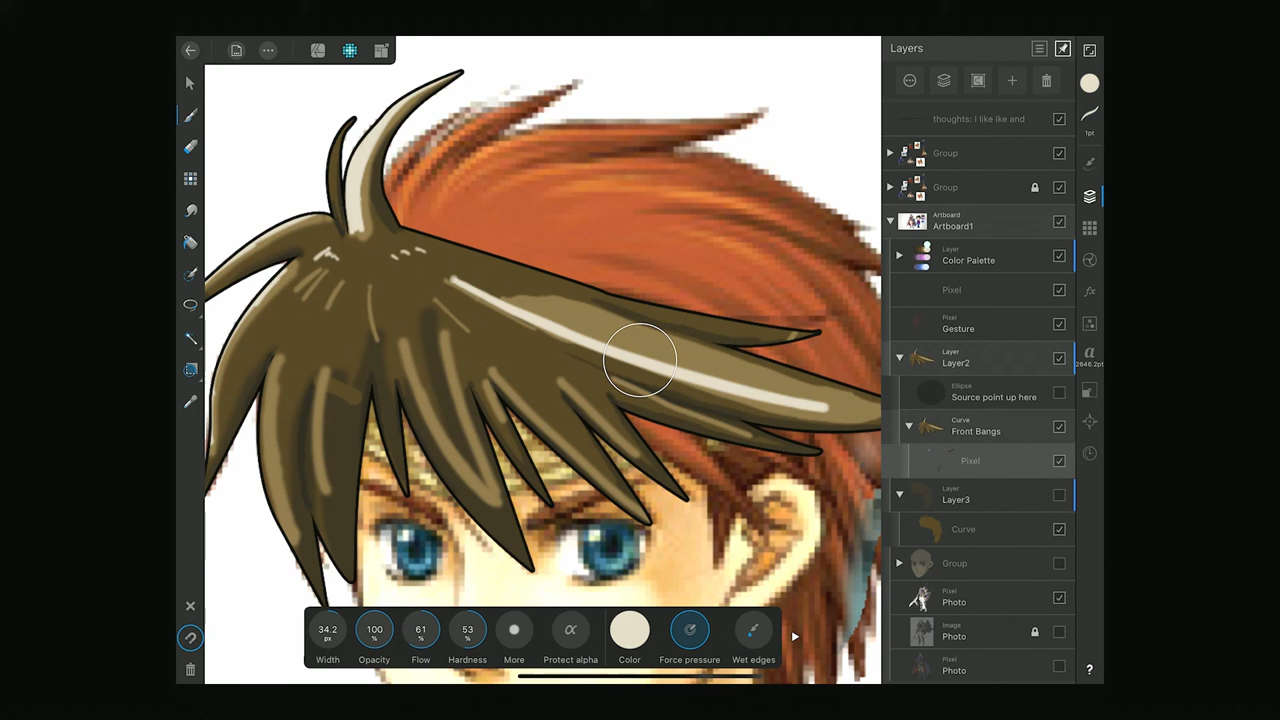 Layers
thoughts: I like Ike and
1pt
Group
Group
Artboard
Artboard1
Layer
Color Palette
Pixel
Pixel
Gesture
Layer
Layer2
a
2646.2pt
Ellipse
Source point up here
Curve
Front Bangs
Pixel
Layer
Layer3
Curve
Group
Pixel
Photo
Image
Photo
Pixel
Photo
?
34.2 px
100 %
61 %
53 %
α
Width
Opacity
Flow
Hardness
More
Protect alpha
Color
Force pressure
Wet edges
fx